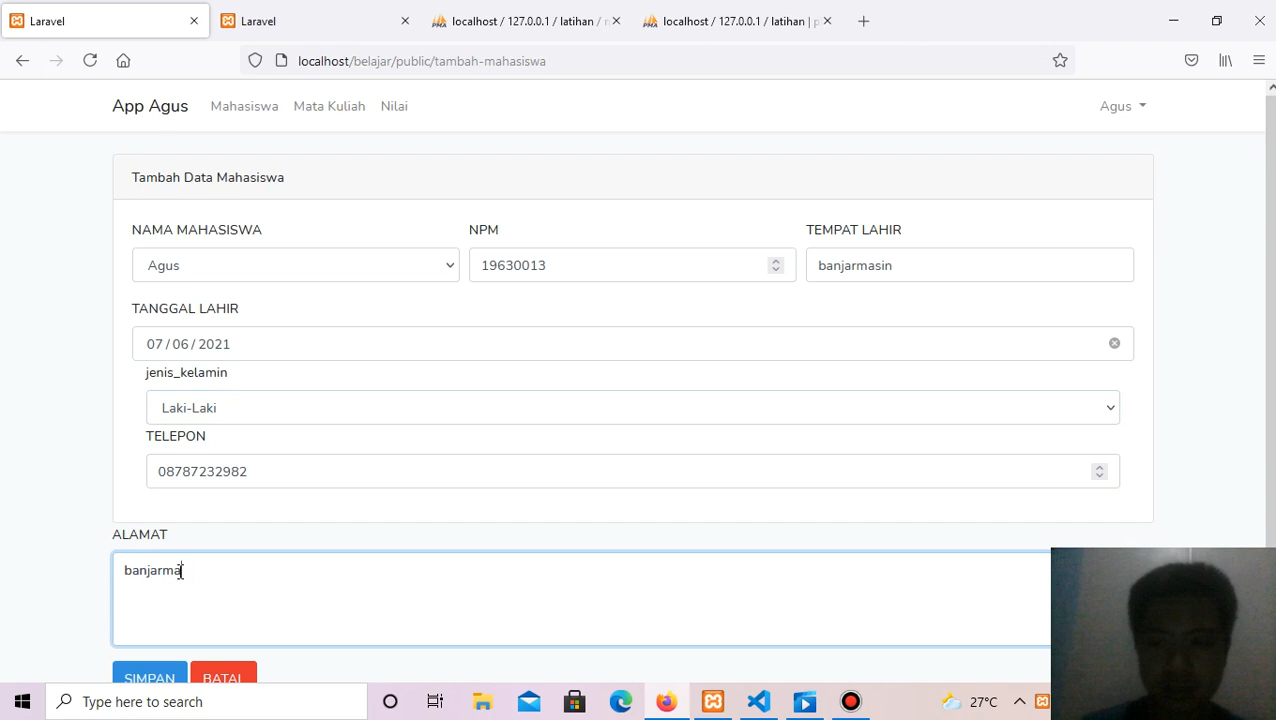 Laravel
Laravel
localhost / 127.0.0.1 / latihan /
localhost / 127.0.0.1 / latihan | p
localhost/belajar/public/tambah-mahasiswa
App Agus Mahasiswa Mata Kuliah Nilai Agus
Tambah Data Mahasiswa
NAMA MAHASISWA NPM TEMPAT LAHIR
Agus 19630013 banjarmasin
TANGGAL LAHIR
07 / 06 / 2021
jenis_kelamin
Laki-Laki
TELEPON
08787232982
ALAMAT
banjarma
SIMPAN BATAL
Type here to search 27°C